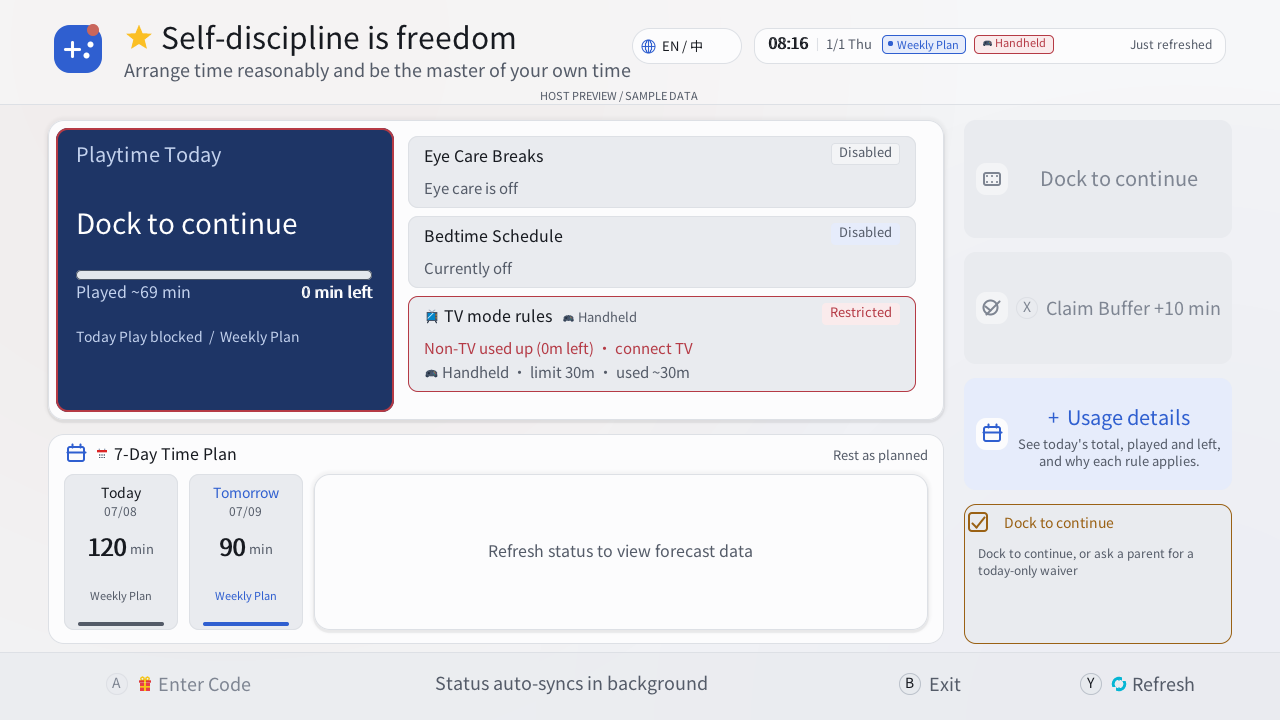 Self-discipline is freedom
Arrange time reasonably and be the master of your own time
EN / 中
08:16
1/1 Thu
Weekly Plan
Handheld
Just refreshed
HOST PREVIEW / SAMPLE DATA
Playtime Today
Dock to continue
Played ~69 min
0 min left
Today Play blocked / Weekly Plan
Eye Care Breaks
Disabled
Eye care is off
Bedtime Schedule
Disabled
Currently off
TV mode rules
Handheld
Restricted
Non-TV used up (0m left) • connect TV
Handheld • limit 30m • used ~30m
Dock to continue
X Claim Buffer +10 min
+ Usage details
See today's total, played and left,
and why each rule applies.
Dock to continue
Dock to continue, or ask a parent for a
today-only waiver
7-Day Time Plan
Rest as planned
Today
07/08
120 min
Weekly Plan
Tomorrow
07/09
90 min
Weekly Plan
Refresh status to view forecast data
A Enter Code
Status auto-syncs in background
B Exit
Y Refresh